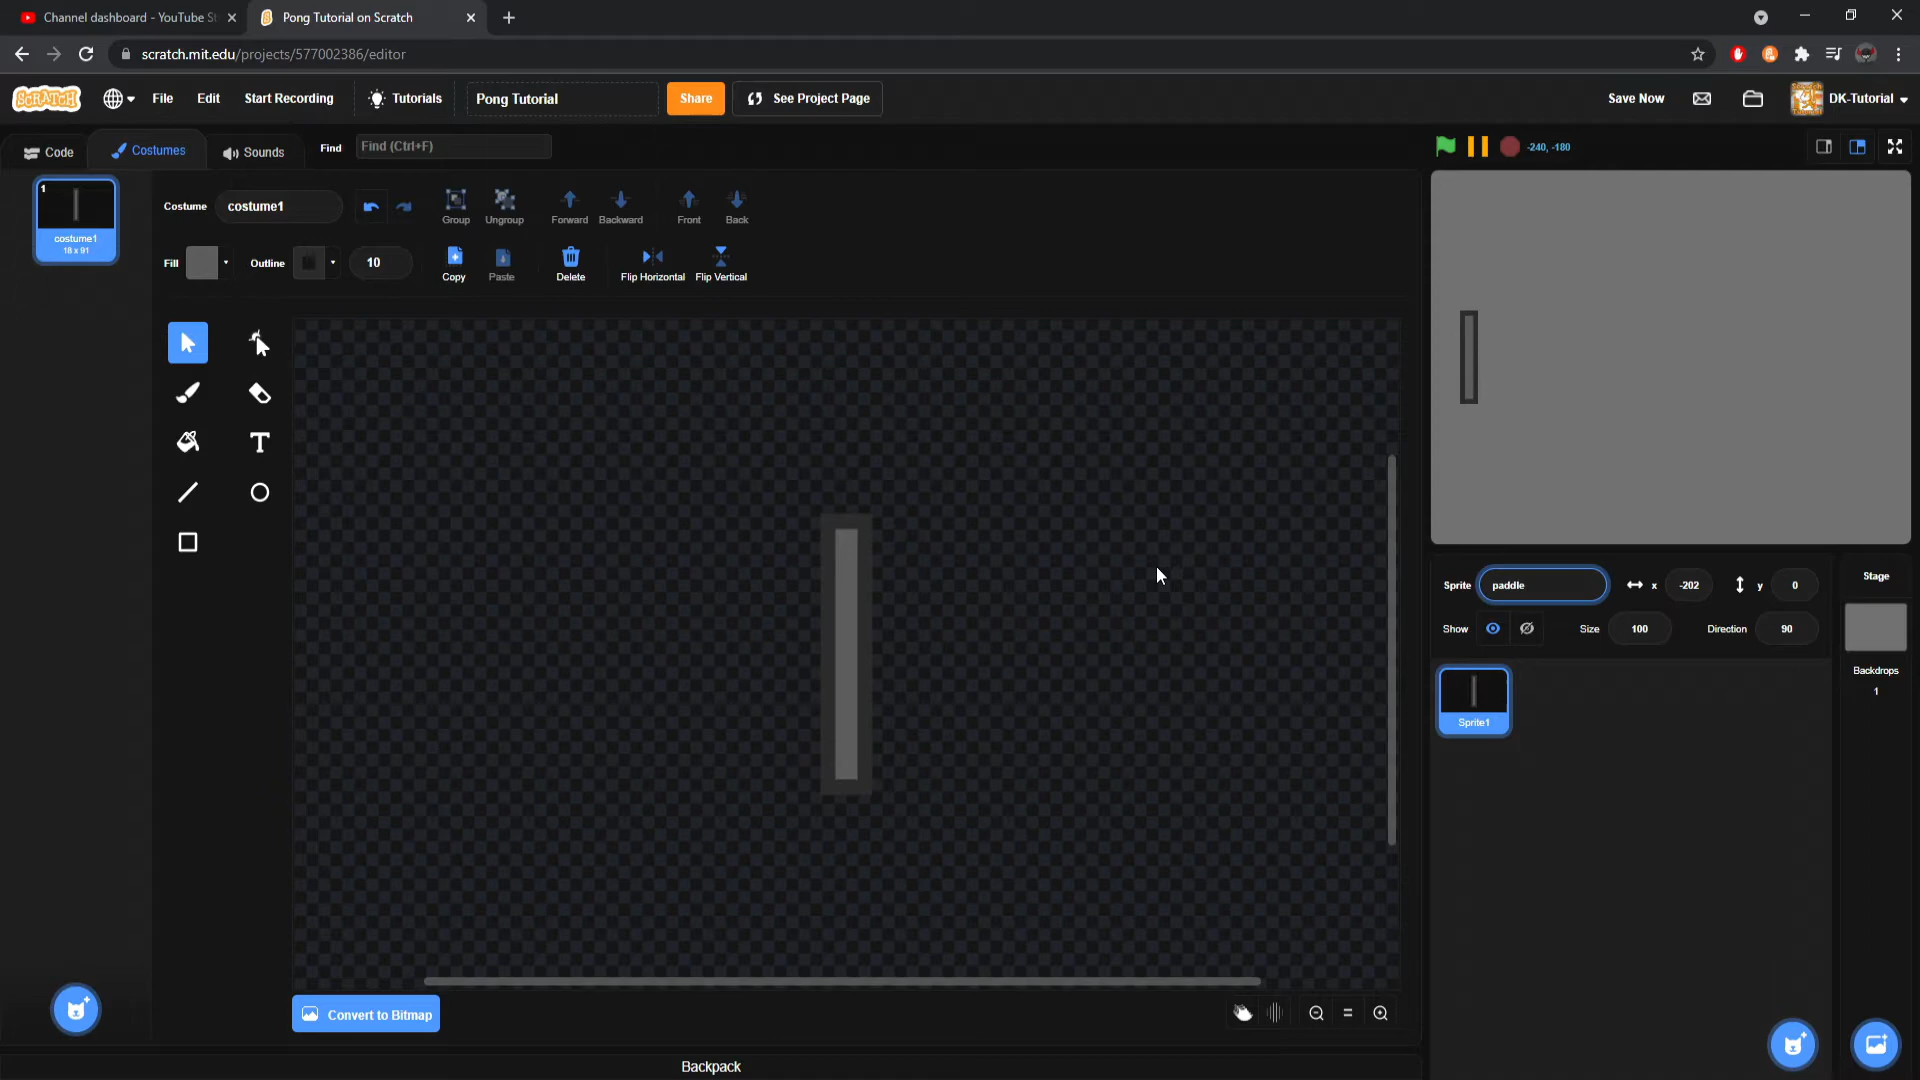 Channel dashboard - YouTube St
Pong Tutorial on Scratch
scratch.mit.edu/projects/577002386/editor
SCRATCH
File
Edit
Start Recording
Tutorials
Pong Tutorial
Share
See Project Page
Save Now
DK-Tutorial
Code
Costumes
Sounds
Find
Find (Ctrl+F)
-240, -180
1
costume1
18 x 91
Costume
costume1
Group
Ungroup
Forward
Backward
Front
Back
Fill
Outline
10
Copy
Paste
Delete
Flip Horizontal
Flip Vertical
Sprite
paddle
x
-202
y
0
Show
Size
100
Direction
90
Stage
Backdrops
1
Sprite1
Convert to Bitmap
Backpack